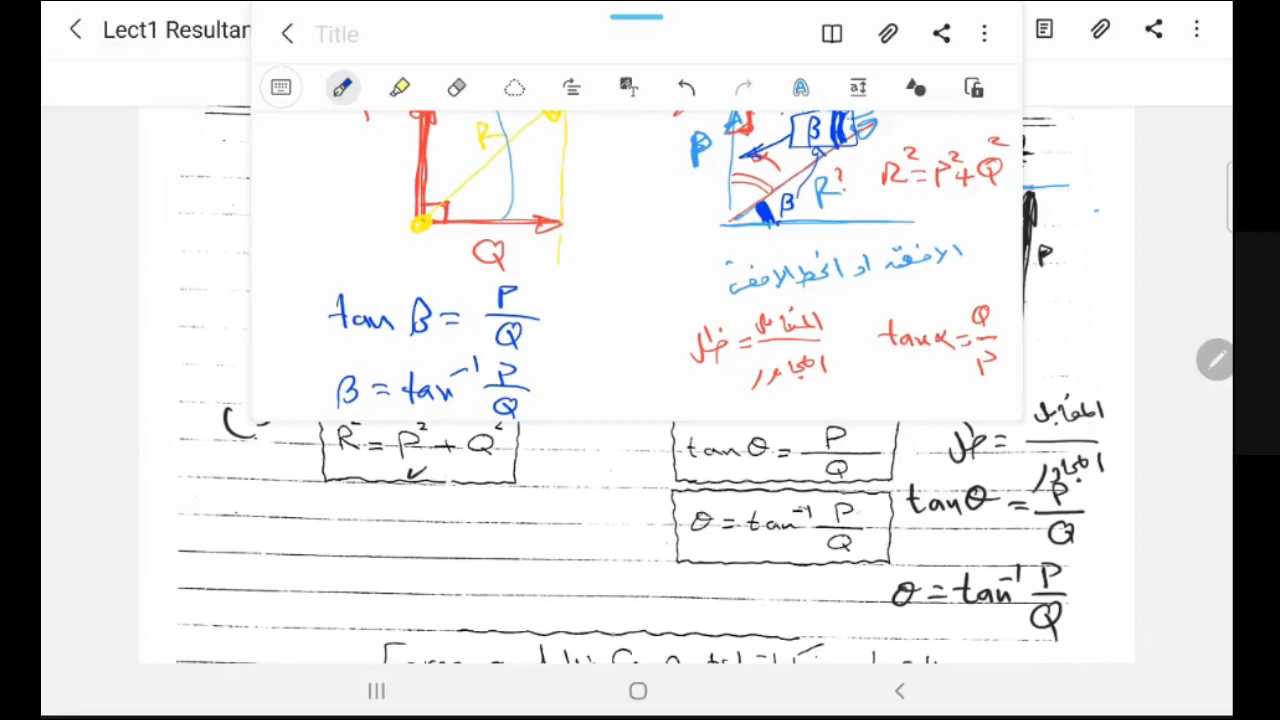 Lect1 Resultan
Title
R
Q
P
A
β
R?
β
R² = P² + Q²
P
الافقية او الخط الافقي
tan β = P/Q
ظل = المقابل/المجاور
tan α = Q/P
β = tan⁻¹ P/Q
R² = P² + Q²
tan θ = P/Q
ظل = المقابل/المجاور
tan θ = P/Q
θ = tan⁻¹ P/Q
θ = tan⁻¹ P/Q